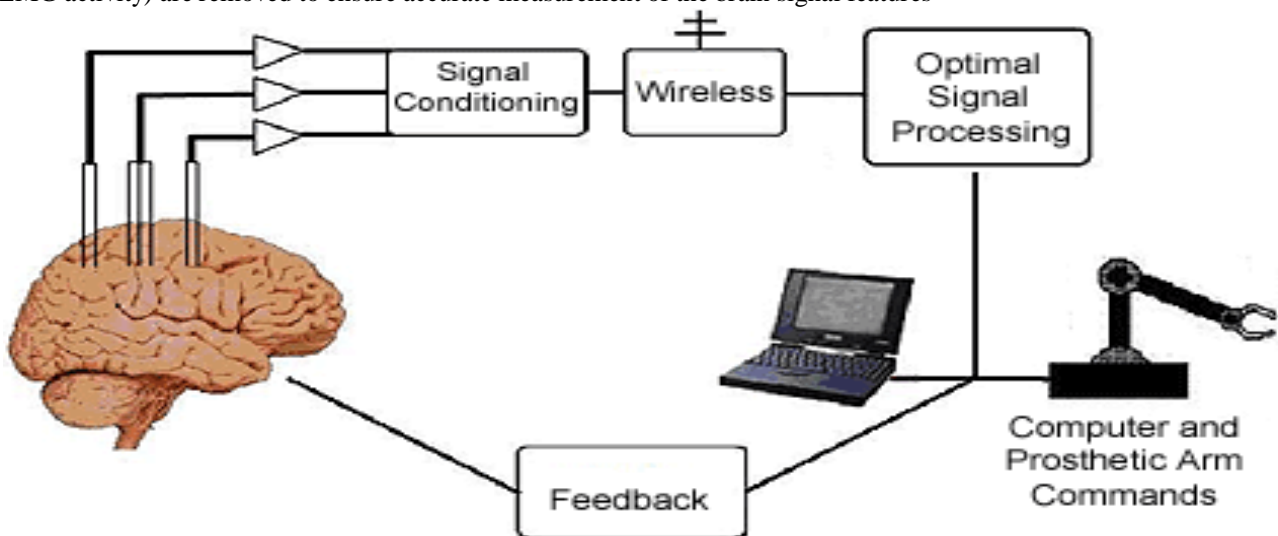 EMG activity) are removed to ensure accurate measurement of the brain signal features
Signal
Conditioning
Wireless
Optimal
Signal
Processing
Computer and
Prosthetic Arm
Commands
Feedback